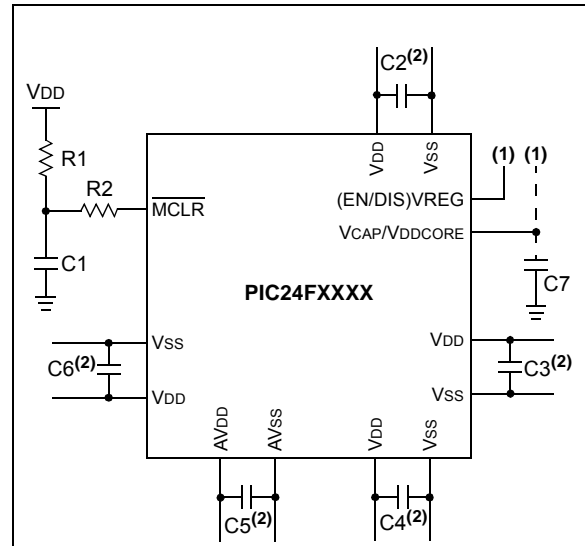 C2(2)
VDD
VDD
VSS
(1) (1)
R1
R2
MCLR
(EN/DIS)VREG
VCAP/VDDCORE
C1
C7
PIC24FXXXX
VSS
VDD
C6(2)
C3(2)
VDD
VSS
AVDD
AVSS
VDD
VSS
C5(2)
C4(2)